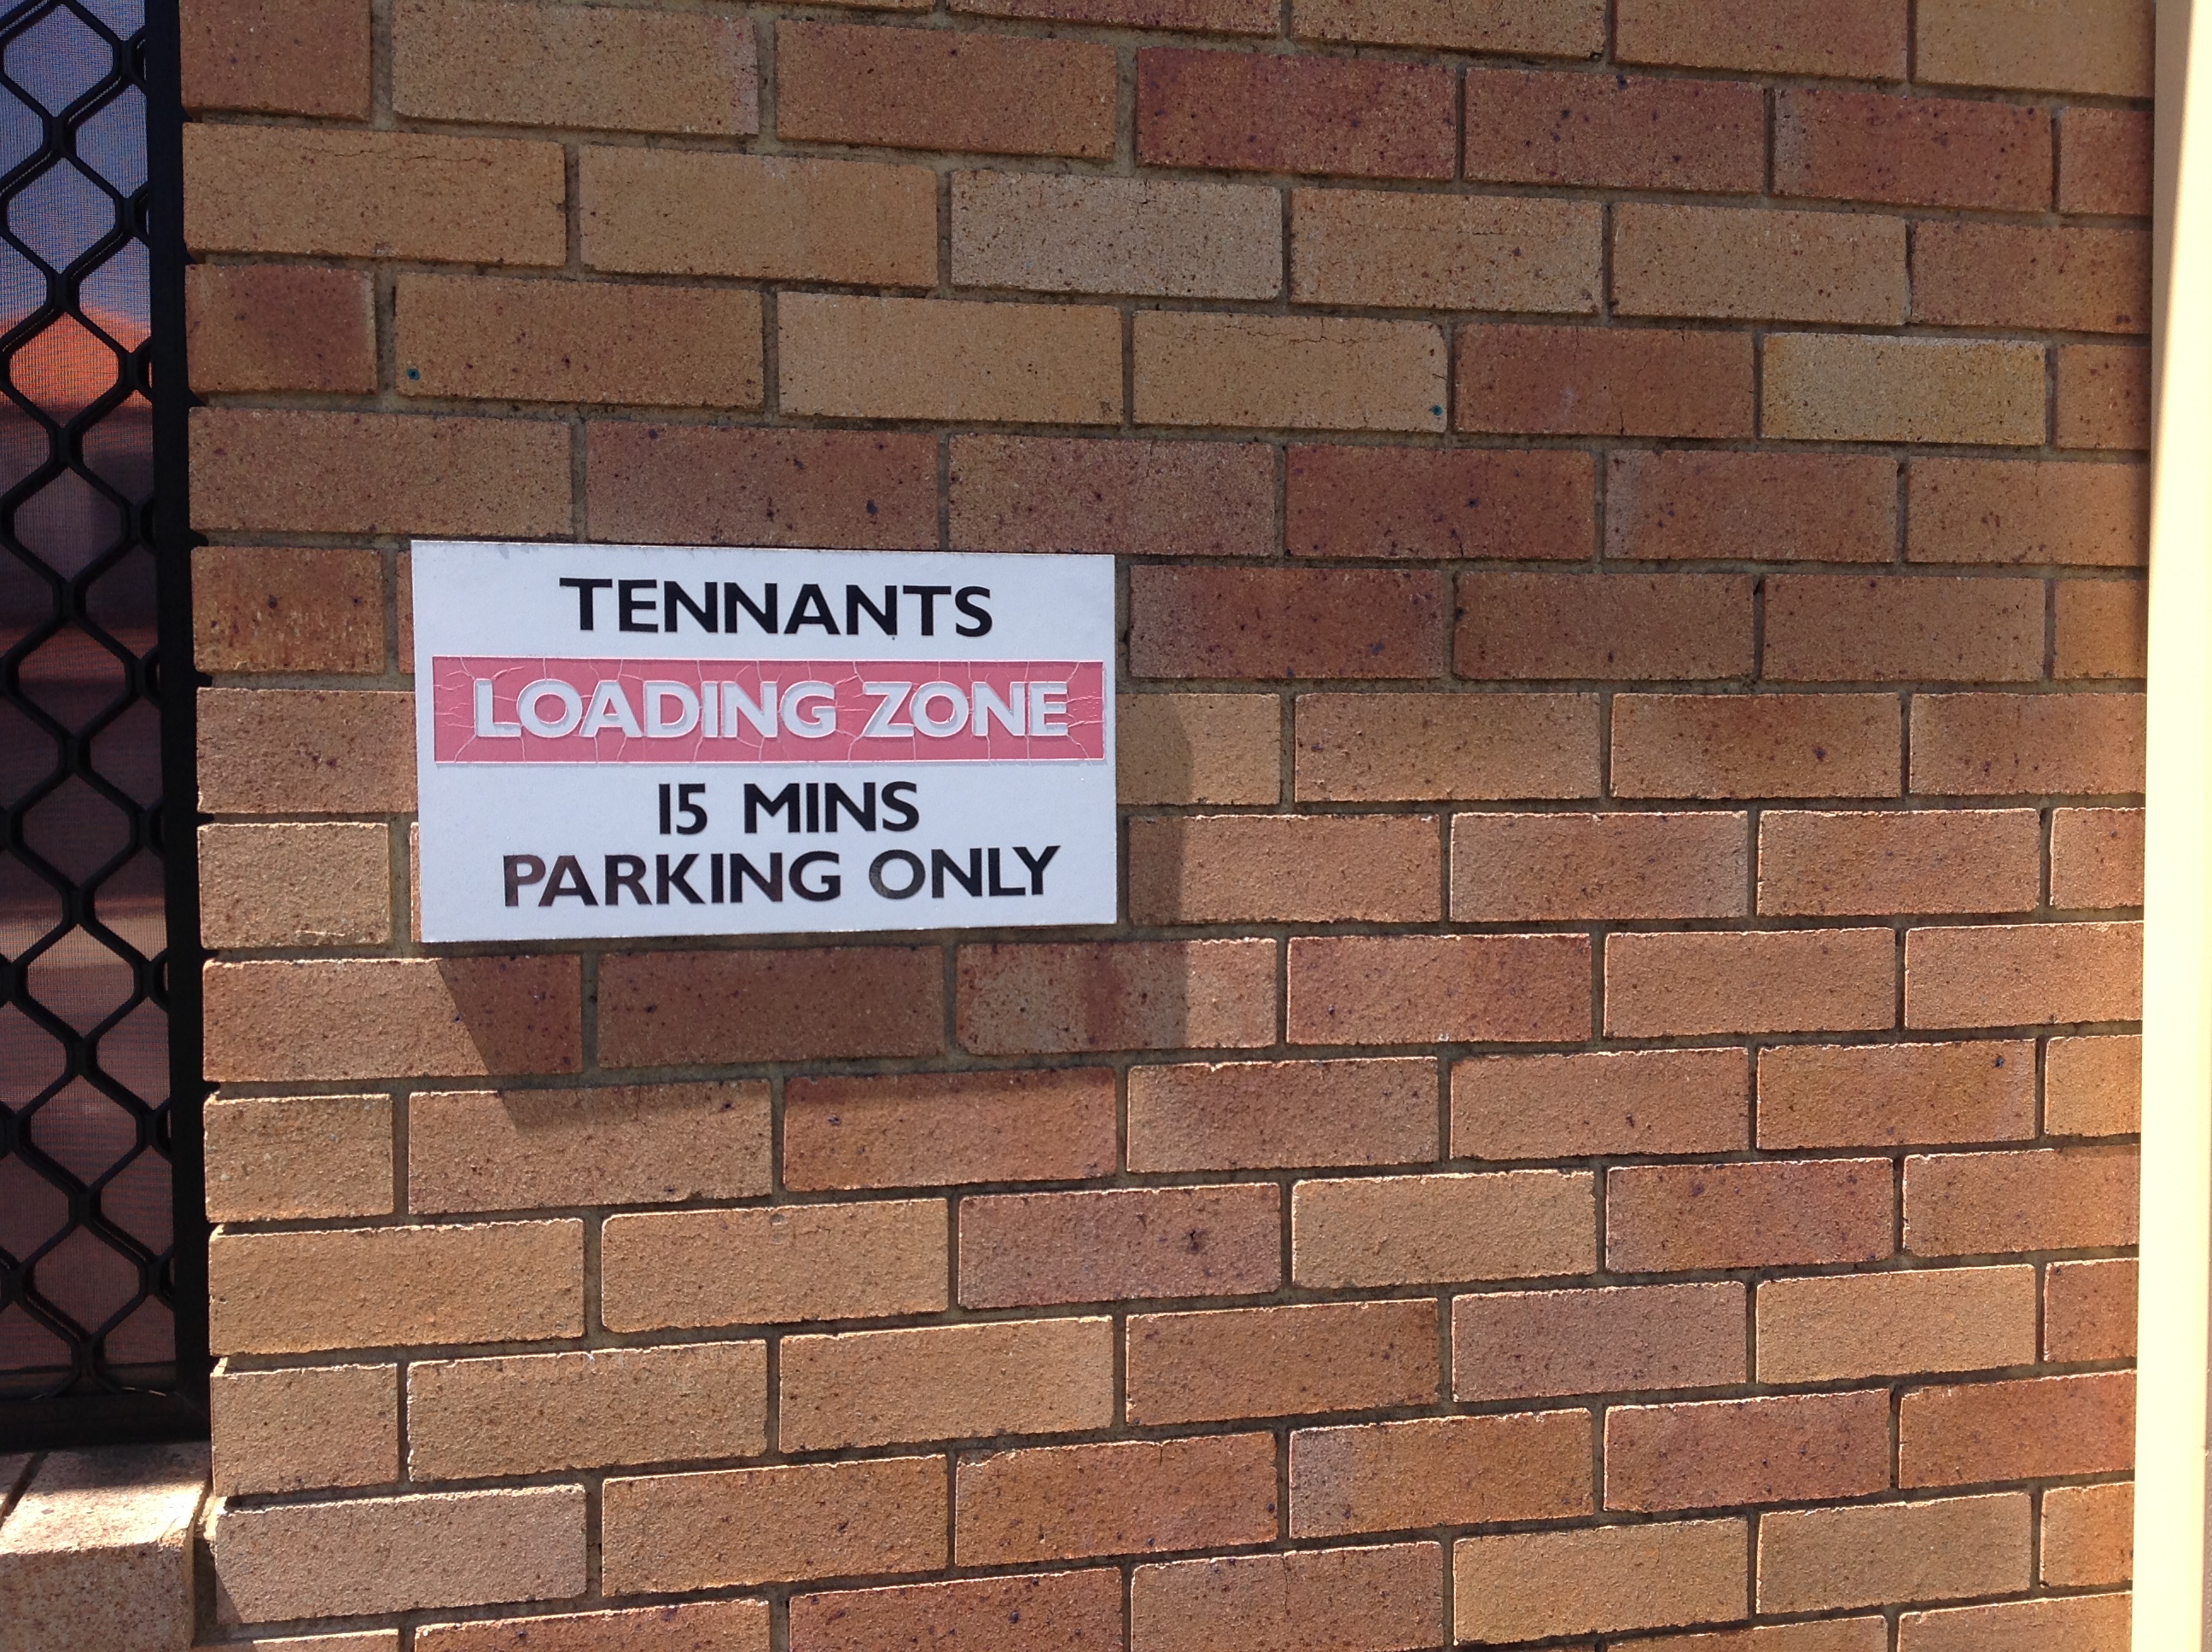 TENNANTS
LOADING ZONE
15 MINS
PARKING ONLY